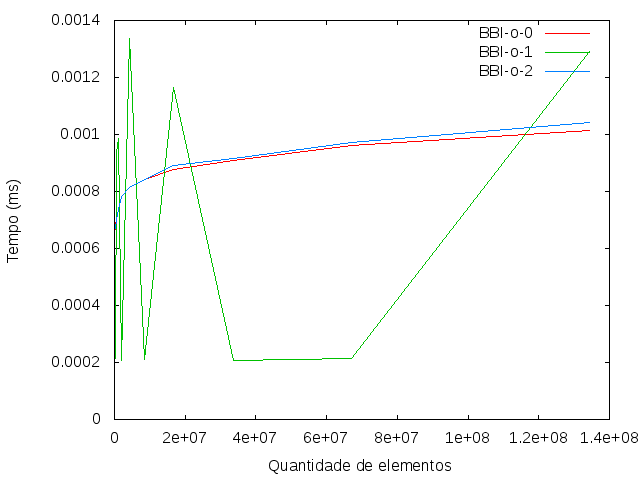 0.0014
0.0012
0.001
0.0008
0.0006
0.0004
0.0002
0
Tempo (ms)
BBI-o-0
BBI-o-1
BBI-o-2
0 2e+07 4e+07 6e+07 8e+07 1e+08 1.2e+08 1.4e+08
Quantidade de elementos